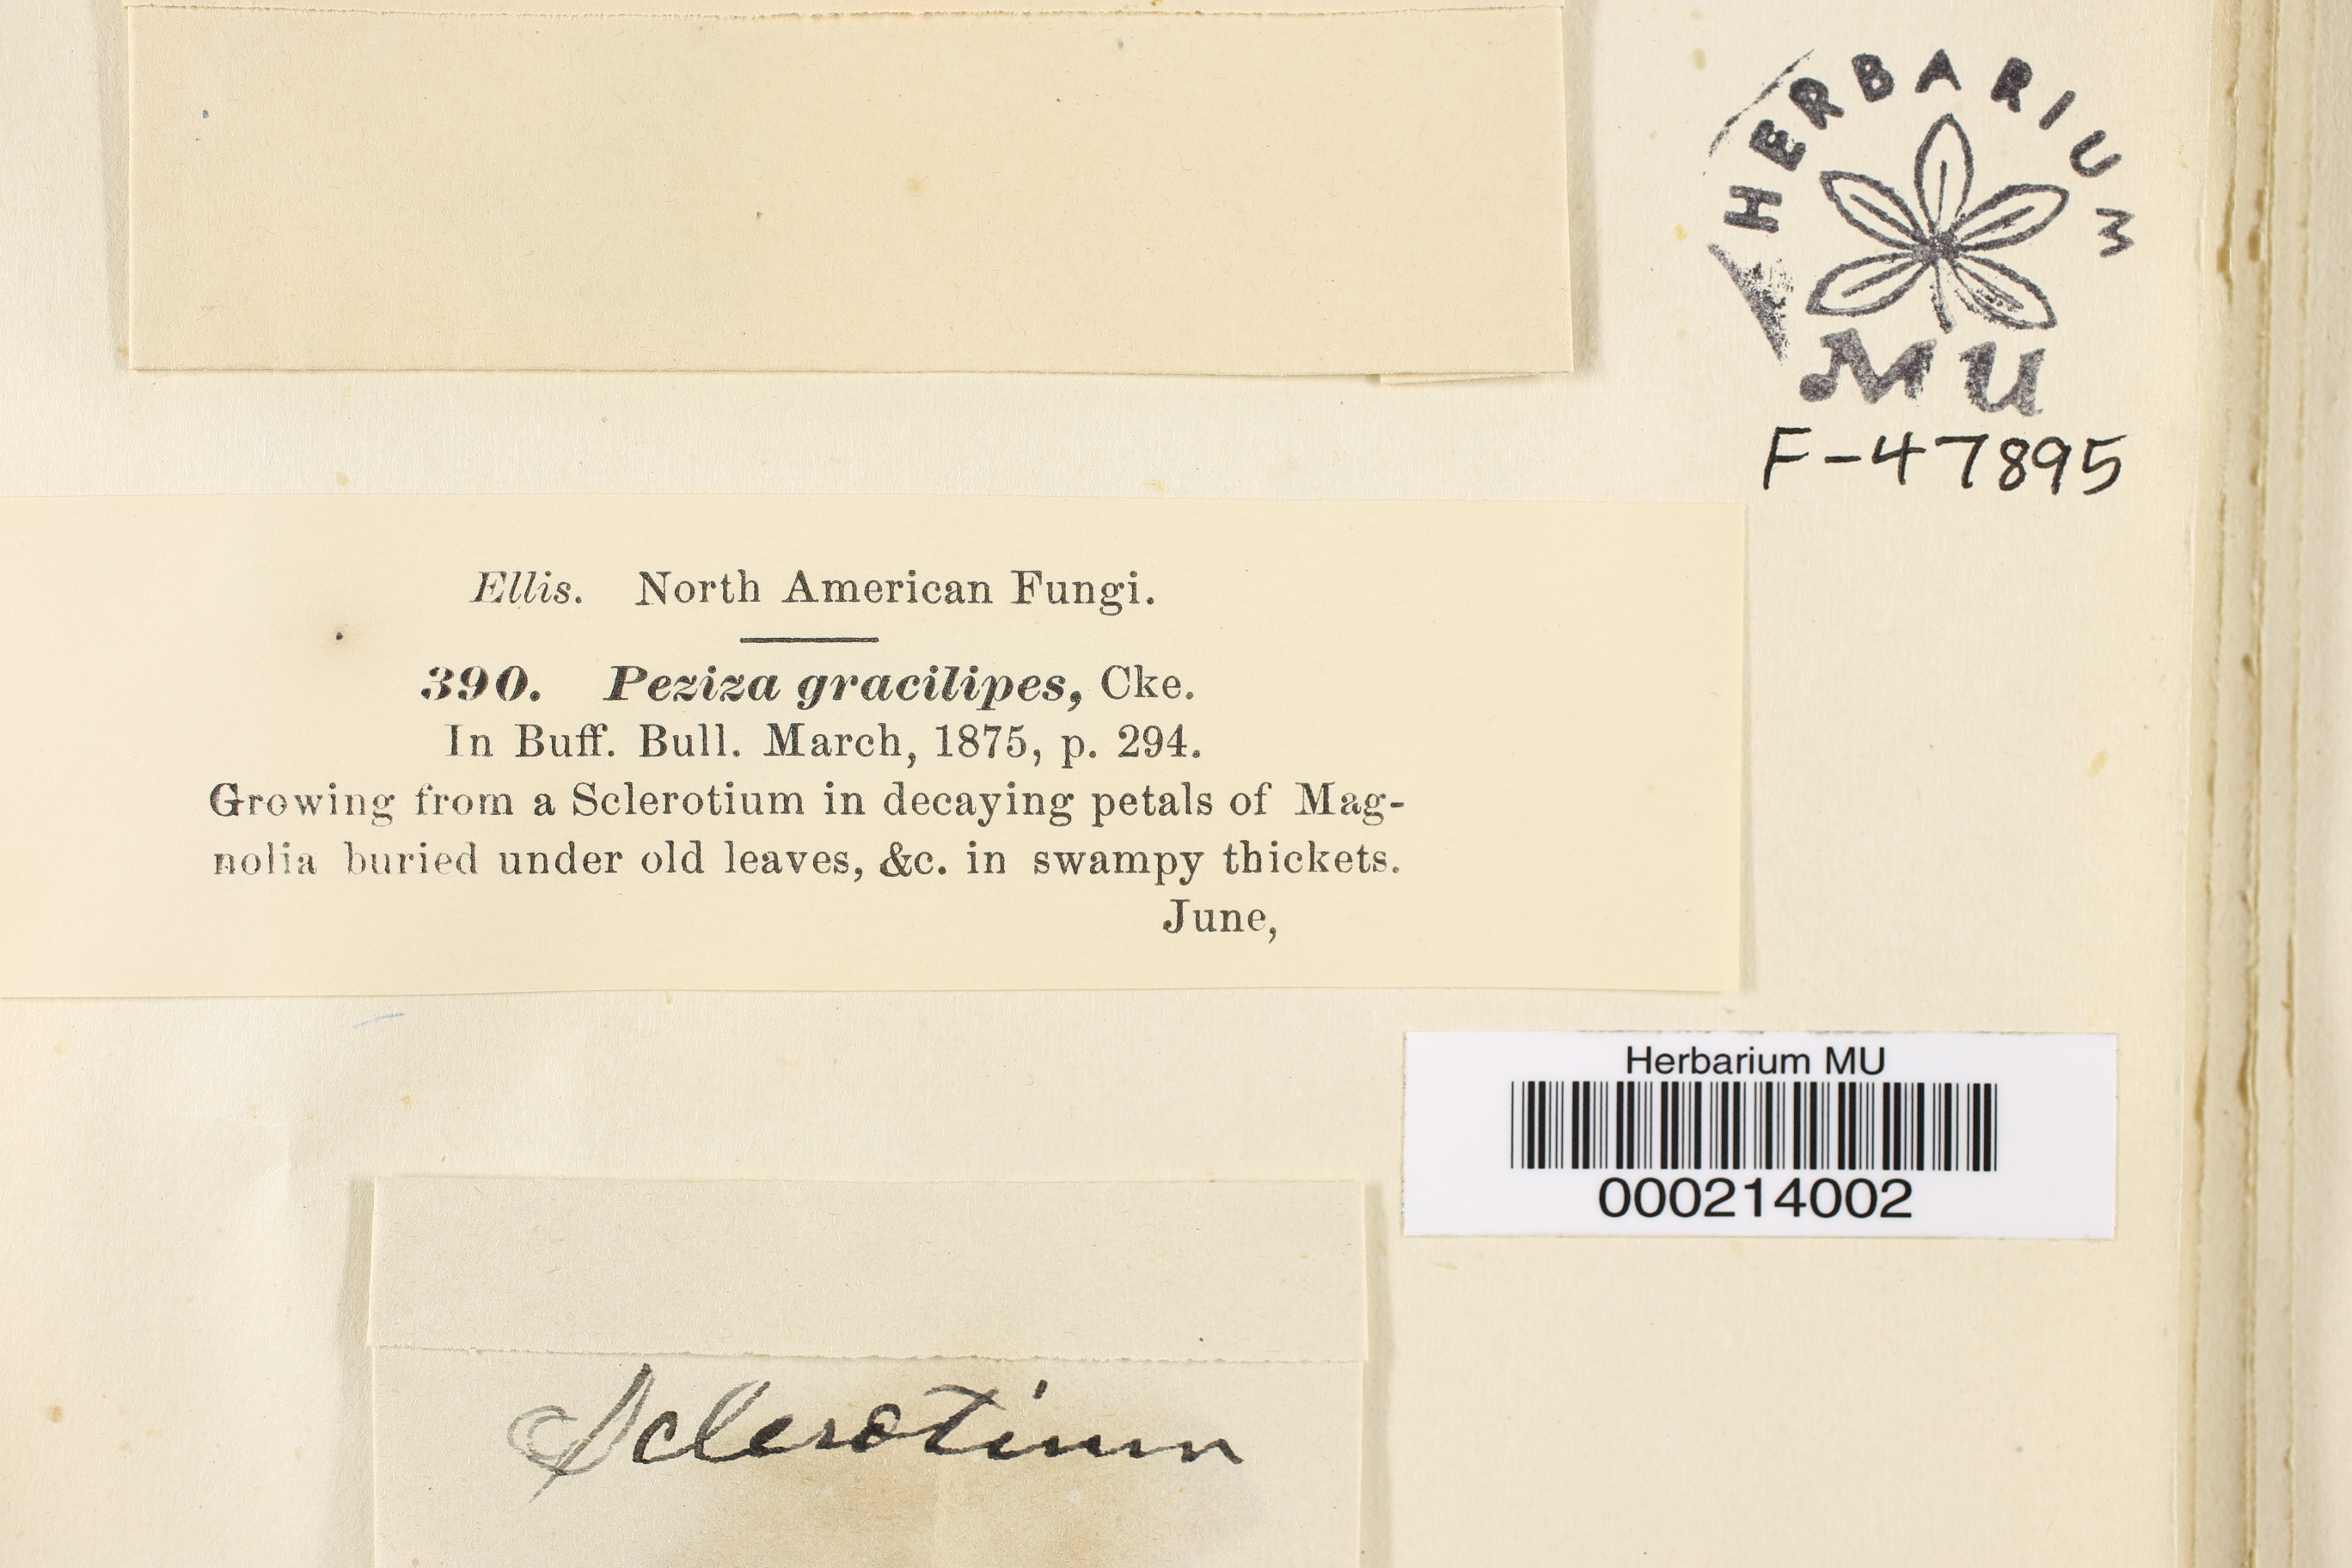 HERBARIUM
MU
F-47895
Ellis. North American Fungi.
390. Peziza gracilipes, Cke.
In Buff. Bull. March, 1875, p. 294.
Growing from a Sclerotium in decaying petals of Mag-
nolia buried under old leaves, &c. in swampy thickets.
June,
Herbarium MU
000214002
Sclerotium